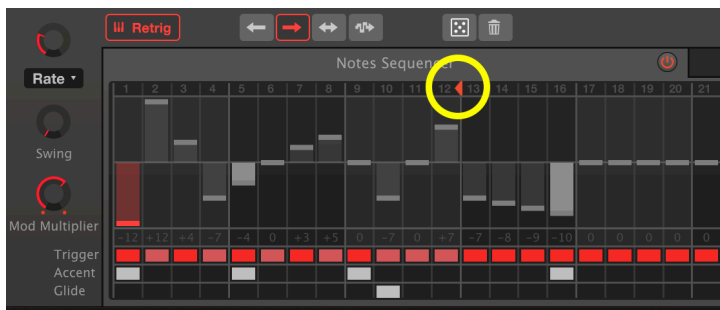 Retrig
Notes Sequencer
Rate
1 2 3 4 5 6 7 8 9 10 11 12 13 14 15 16 17 18 19 20 21
Swing
Mod Multiplier
-12 +12 +4 -7 -4 0 +3 +5 0 -7 0 +7 -7 -8 -9 -10 0 0 0 0 0
Trigger
Accent
Glide